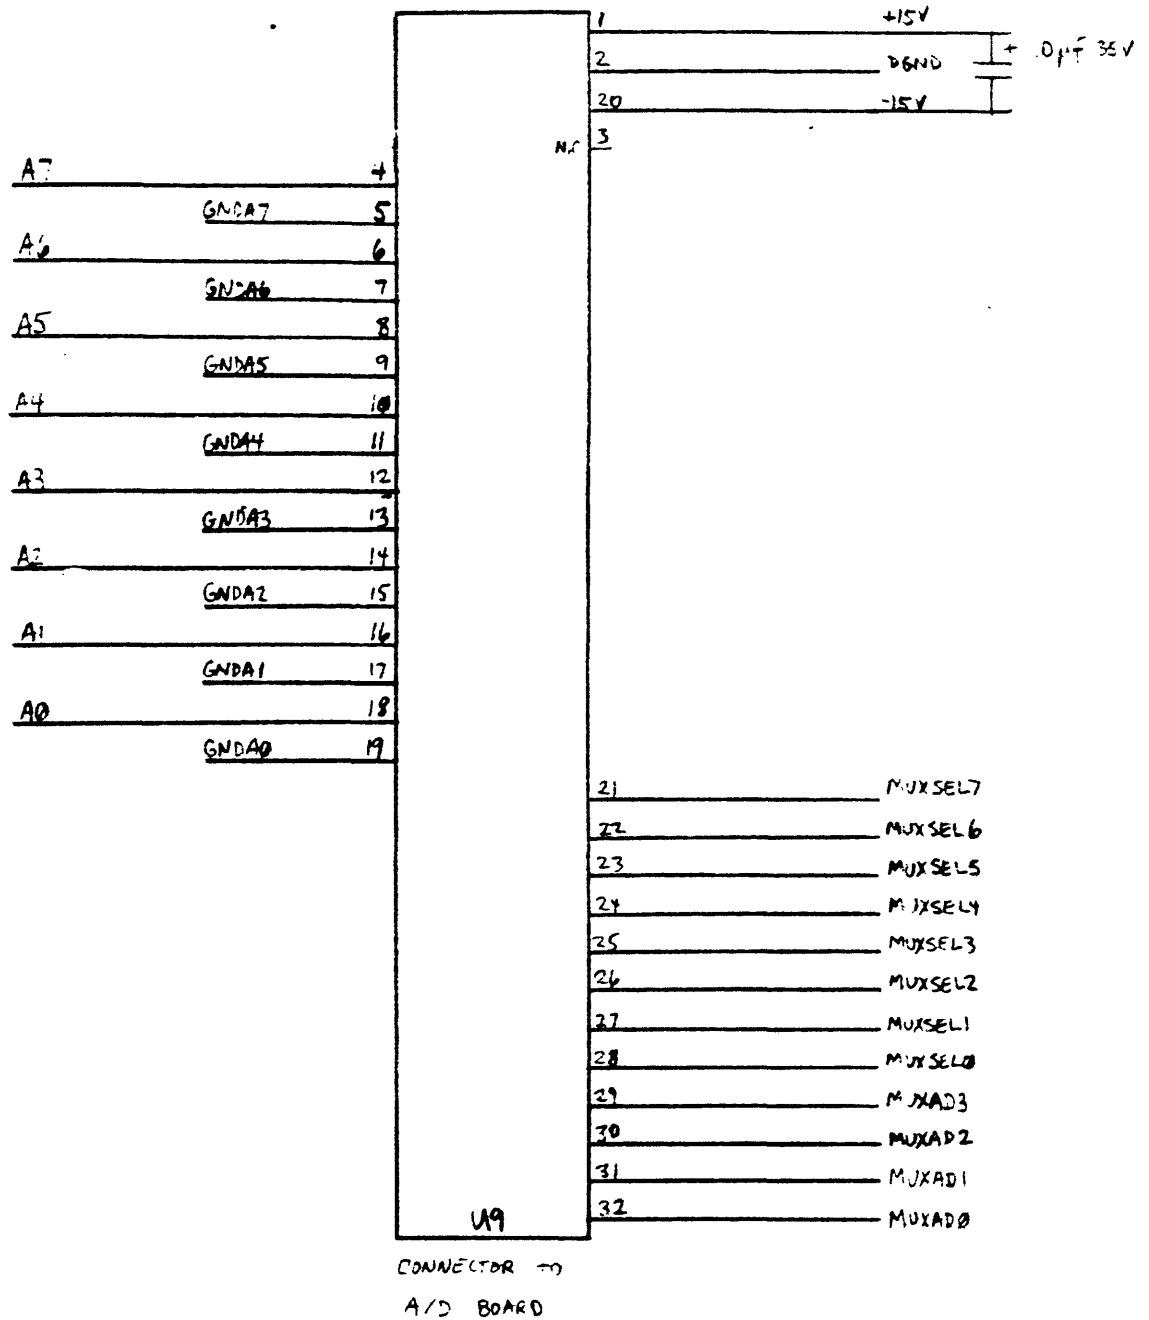 1 +15V
2 DGND
.0µF 35V
+
20 -15V
N.C 3
A7 4
GNDA7 5
A6 6
GNDA6 7
A5 8
GNDA5 9
A4 10
GNDA4 11
A3 12
GNDA3 13
A2 14
GNDA2 15
A1 16
GNDA1 17
A0 18
GNDA0 19
21 MUXSEL7
22 MUXSEL6
23 MUXSEL5
24 MUXSEL4
25 MUXSEL3
26 MUXSEL2
27 MUXSEL1
28 MUXSEL0
29 MUXAD3
30 MUXAD2
31 MUXAD1
32 MUXAD0
U9
CONNECTOR TO
A/D BOARD